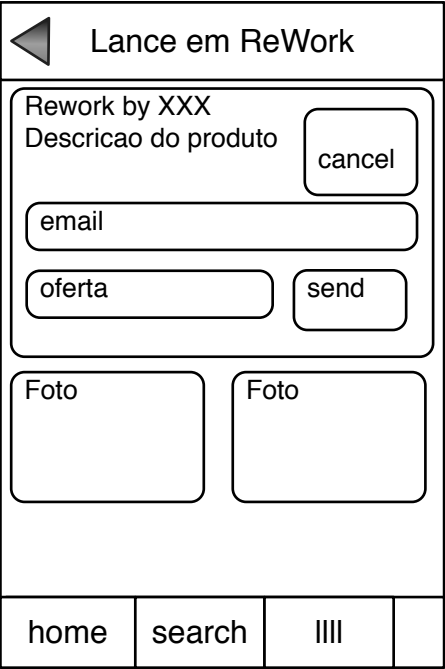 Lance em ReWork
Rework by XXX
Descricao do produto
cancel
email
oferta
send
Foto
Foto
home
search
llll